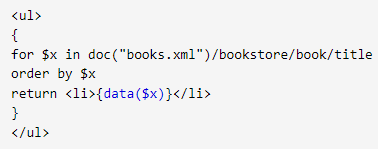 <ul>
{
for $x in doc("books.xml")/bookstore/book/title
order by $x
return <li>{data($x)}</li>
}
</ul>